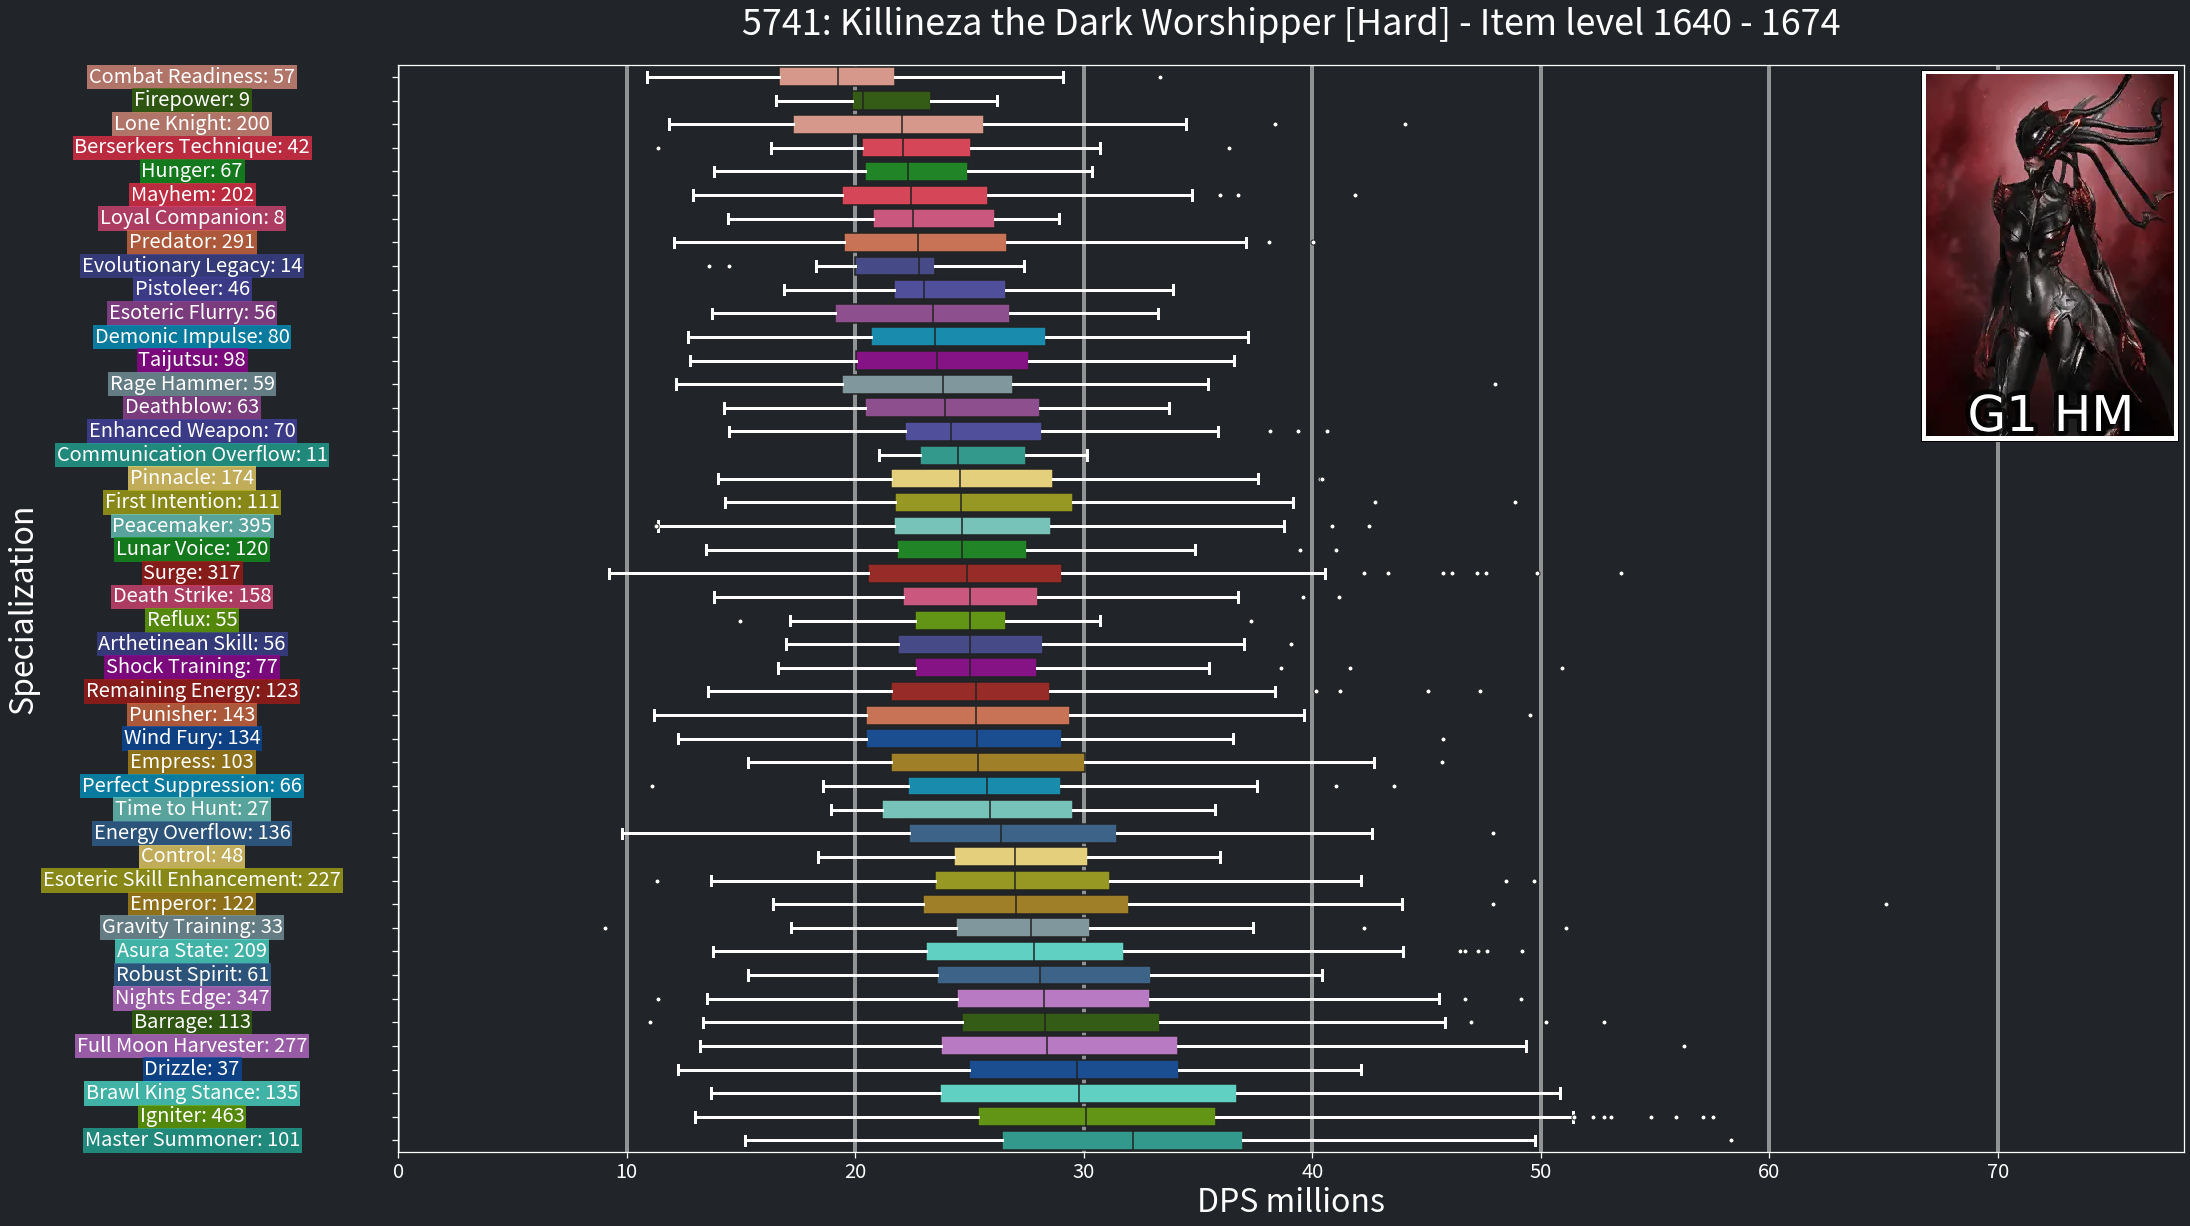 5741: Killineza the Dark Worshipper [Hard] - Item level 1640 - 1674
Combat Readiness: 57
Firepower: 9
Lone Knight: 200
Berserkers Technique: 42
Hunger: 67
Mayhem: 202
Loyal Companion: 8
Predator: 291
Evolutionary Legacy: 14
Pistoleer: 46
Esoteric Flurry: 56
Demonic Impulse: 80
Taijutsu: 98
Rage Hammer: 59
Deathblow: 63
Enhanced Weapon: 70
Communication Overflow: 11
Pinnacle: 174
First Intention: 111
Peacemaker: 395
Lunar Voice: 120
Surge: 317
Death Strike: 158
Reflux: 55
Arthetinean Skill: 56
Shock Training: 77
Remaining Energy: 123
Punisher: 143
Wind Fury: 134
Empress: 103
Perfect Suppression: 66
Time to Hunt: 27
Energy Overflow: 136
Control: 48
Esoteric Skill Enhancement: 227
Emperor: 122
Gravity Training: 33
Asura State: 209
Robust Spirit: 61
Nights Edge: 347
Barrage: 113
Full Moon Harvester: 277
Drizzle: 37
Brawl King Stance: 135
Igniter: 463
Master Summoner: 101
Specialization
G1 HM
0 10 20 30 40 50 60 70
DPS millions